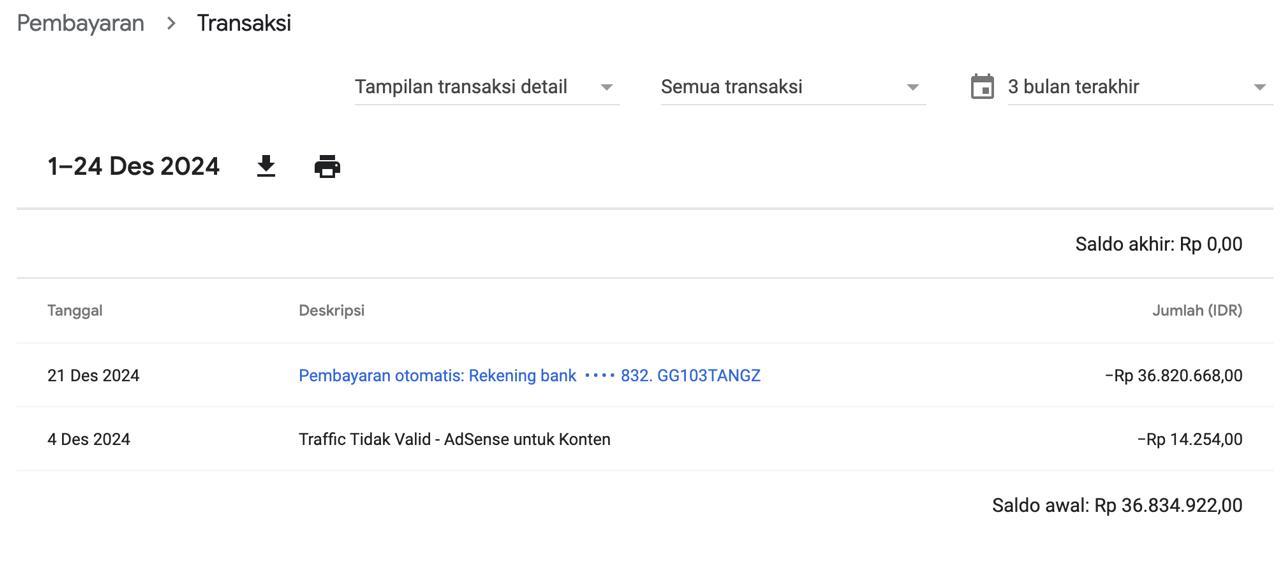 Pembayaran > Transaksi
Tampilan transaksi detail Semua transaksi 3 bulan terakhir
1–24 Des 2024
Saldo akhir: Rp 0,00
Tanggal Deskripsi Jumlah (IDR)
21 Des 2024 Pembayaran otomatis: Rekening bank •••• 832. GG103TANGZ −Rp 36.820.668,00
4 Des 2024 Traffic Tidak Valid - AdSense untuk Konten −Rp 14.254,00
Saldo awal: Rp 36.834.922,00